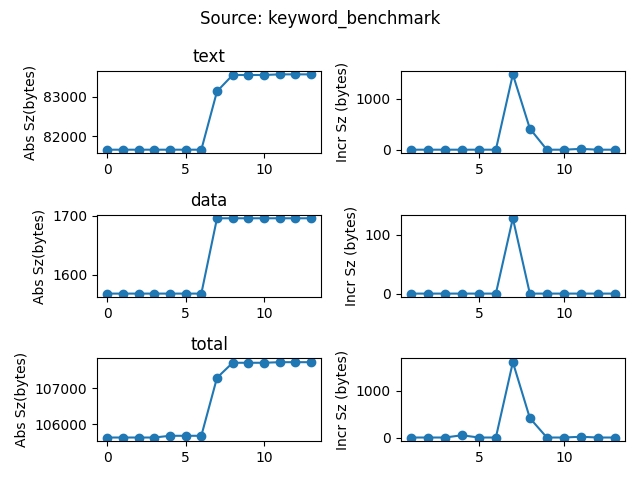 Source: keyword_benchmark
text
Abs Sz(bytes)
83000
82000
0 5 10
Incr Sz (bytes)
1000
0
5 10
data
Abs Sz(bytes)
1700
1600
0 5 10
Incr Sz (bytes)
100
0
5 10
total
Abs Sz(bytes)
107000
106000
0 5 10
Incr Sz (bytes)
1000
0
5 10